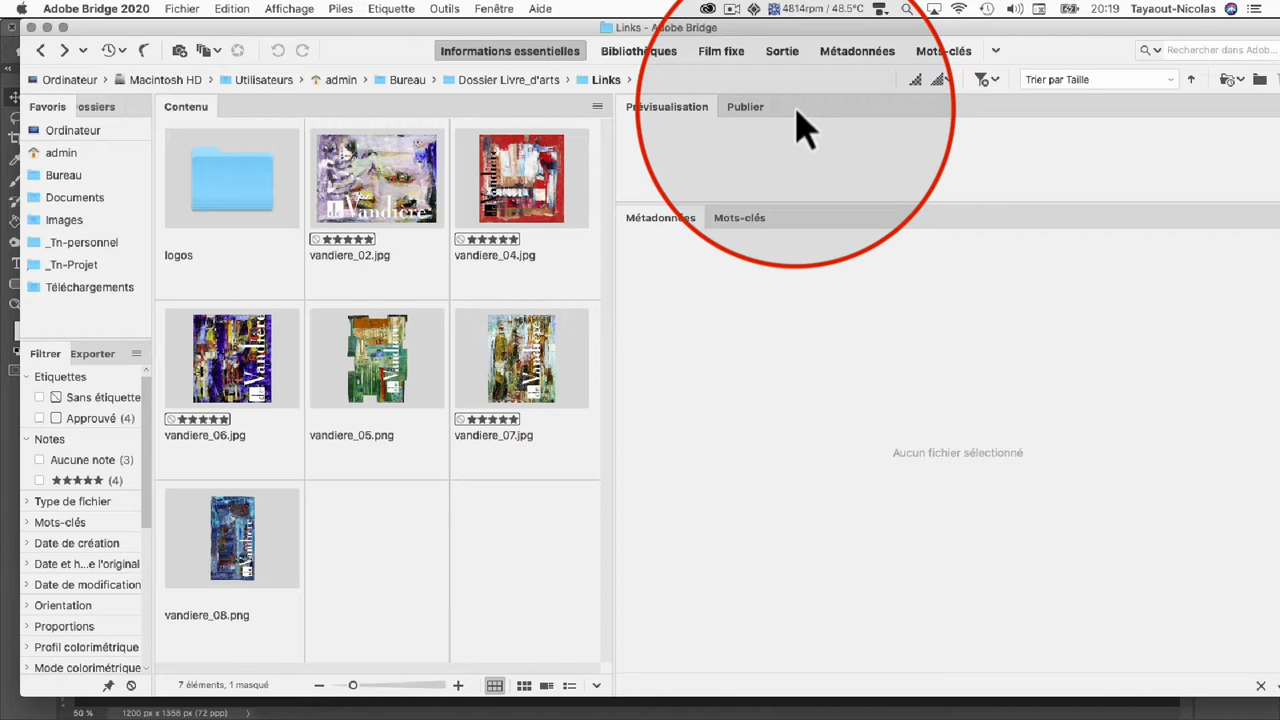 Adobe Bridge 2020 Fichier Edition Affichage Piles Etiquette Outils Fenêtre Aide 4814rpm / 48.5°C 20:19 Tayaout-Nicolas
Links - Adobe Bridge
Informations essentielles Bibliothèques Film fixe Sortie Métadonnées Mots-clés Rechercher dans Adob...
Ordinateur Macintosh HD Utilisateurs admin Bureau Dossier Livre_d'arts Links Trier par Taille
Favoris ossiers Contenu Prévisualisation Publier
Ordinateur
admin
Bureau
Documents
Images
_Tn-personnel
_Tn-Projet
Téléchargements
de Vandière
logos vandiere_02.jpg vandiere_04.jpg
Métadonnées Mots-clés
Filtrer Exporter
Etiquettes
Sans étiquette
Approuvé (4)
Notes
Aucune note (3)
★★★★★ (4)
Type de fichier
Mots-clés
Date de création
Date et h...e l'original
Date de modification
Orientation
Proportions
Profil colorimétrique
Mode colorimétrique
vandiere_06.jpg vandiere_05.png vandiere_07.jpg
Aucun fichier sélectionné
vandiere_08.png
7 éléments, 1 masqué
50 % 1200 px x 1358 px (72 ppp)